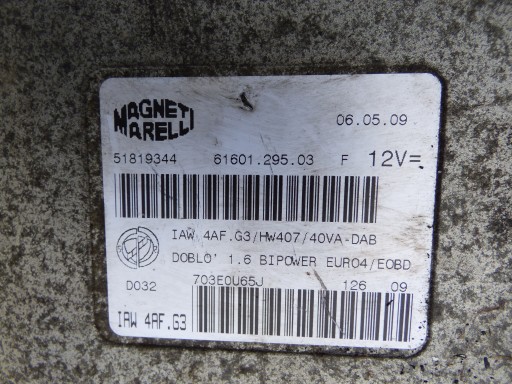 MAGNETI
MARELLI
06.05.09
51819344 61601.295.03 F 12V=
IAW 4AF.G3/HW407/40VA-DAB
DOBLO' 1.6 BIPOWER EURO4/EOBD
D032 703E0U65J 126 09
IAW 4AF.G3